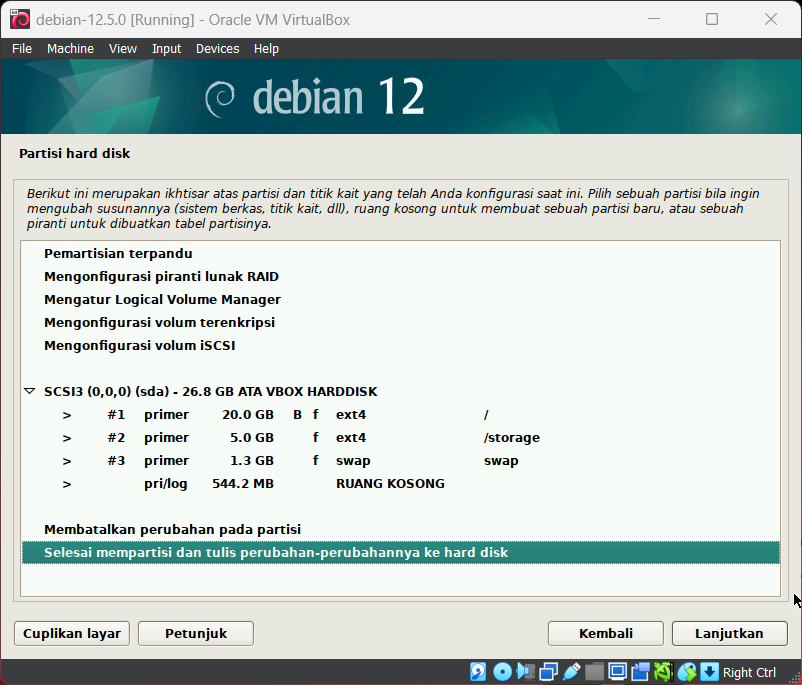 debian-12.5.0 [Running] - Oracle VM VirtualBox
File Machine View Input Devices Help
debian 12
Partisi hard disk
Berikut ini merupakan ikhtisar atas partisi dan titik kait yang telah Anda konfigurasi saat ini. Pilih sebuah partisi bila ingin
mengubah susunannya (sistem berkas, titik kait, dll), ruang kosong untuk membuat sebuah partisi baru, atau sebuah
piranti untuk dibuatkan tabel partisinya.
Pemartisian terpandu
Mengonfigurasi piranti lunak RAID
Mengatur Logical Volume Manager
Mengonfigurasi volum terenkripsi
Mengonfigurasi volum iSCSI
SCSI3 (0,0,0) (sda) - 26.8 GB ATA VBOX HARDDISK
> #1 primer 20.0 GB B f ext4 /
> #2 primer 5.0 GB f ext4 /storage
> #3 primer 1.3 GB f swap swap
> pri/log 544.2 MB RUANG KOSONG
Membatalkan perubahan pada partisi
Selesai mempartisi dan tulis perubahan-perubahannya ke hard disk
Cuplikan layar Petunjuk Kembali Lanjutkan
Right Ctrl